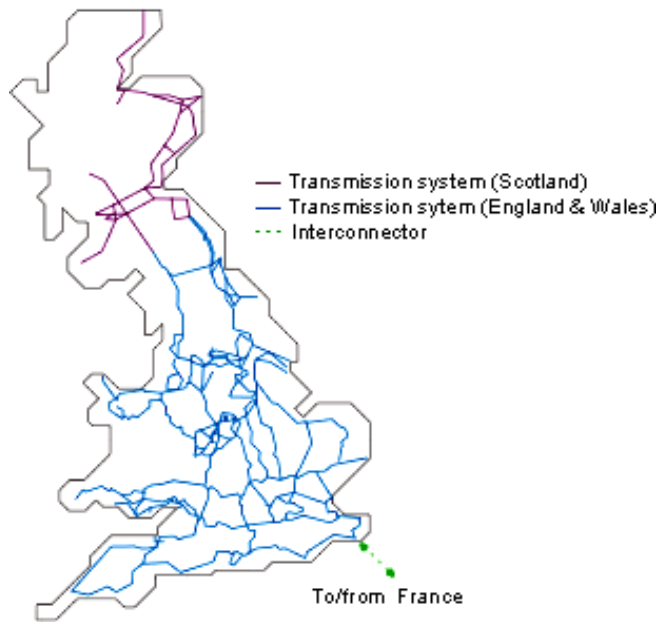 Transmission system (Scotland)
Transmission sytem (England & Wales)
Interconnector
To/from France